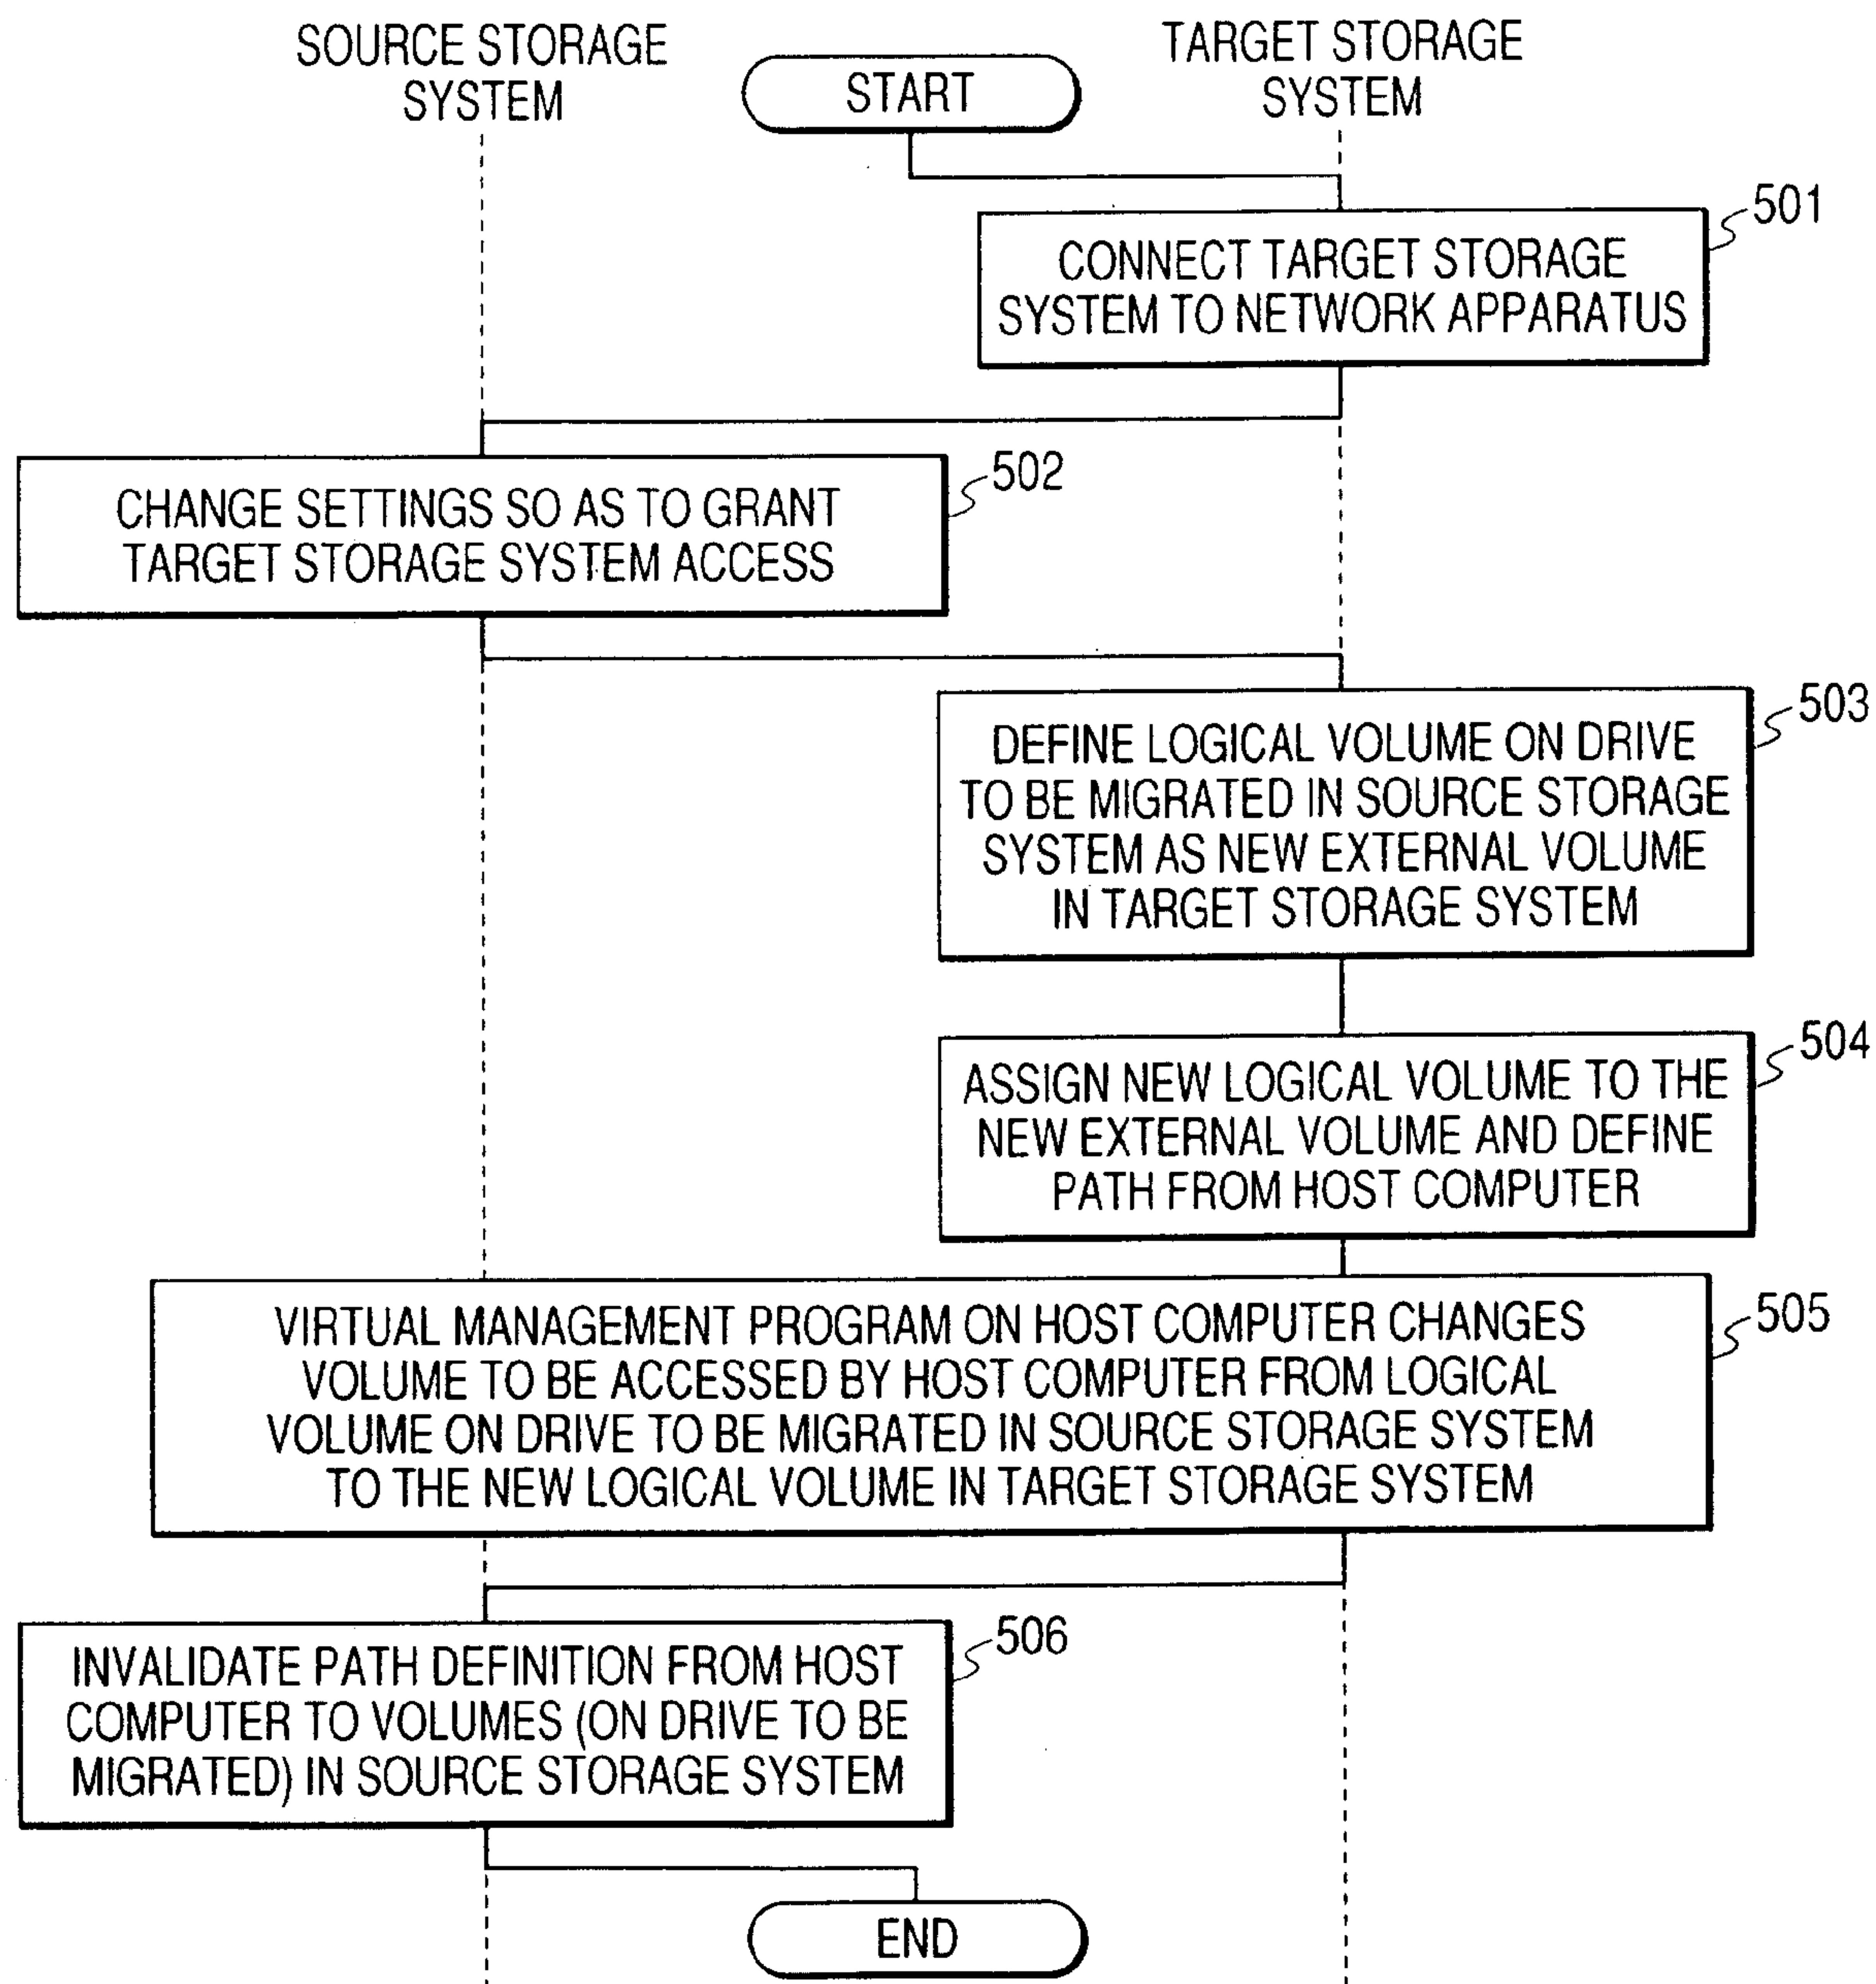 SOURCE STORAGE
SYSTEM
START
TARGET STORAGE
SYSTEM
501
CONNECT TARGET STORAGE
SYSTEM TO NETWORK APPARATUS
502
CHANGE SETTINGS SO AS TO GRANT
TARGET STORAGE SYSTEM ACCESS
503
DEFINE LOGICAL VOLUME ON DRIVE
TO BE MIGRATED IN SOURCE STORAGE
SYSTEM AS NEW EXTERNAL VOLUME
IN TARGET STORAGE SYSTEM
504
ASSIGN NEW LOGICAL VOLUME TO THE
NEW EXTERNAL VOLUME AND DEFINE
PATH FROM HOST COMPUTER
505
VIRTUAL MANAGEMENT PROGRAM ON HOST COMPUTER CHANGES
VOLUME TO BE ACCESSED BY HOST COMPUTER FROM LOGICAL
VOLUME ON DRIVE TO BE MIGRATED IN SOURCE STORAGE SYSTEM
TO THE NEW LOGICAL VOLUME IN TARGET STORAGE SYSTEM
506
INVALIDATE PATH DEFINITION FROM HOST
COMPUTER TO VOLUMES (ON DRIVE TO BE
MIGRATED) IN SOURCE STORAGE SYSTEM
END